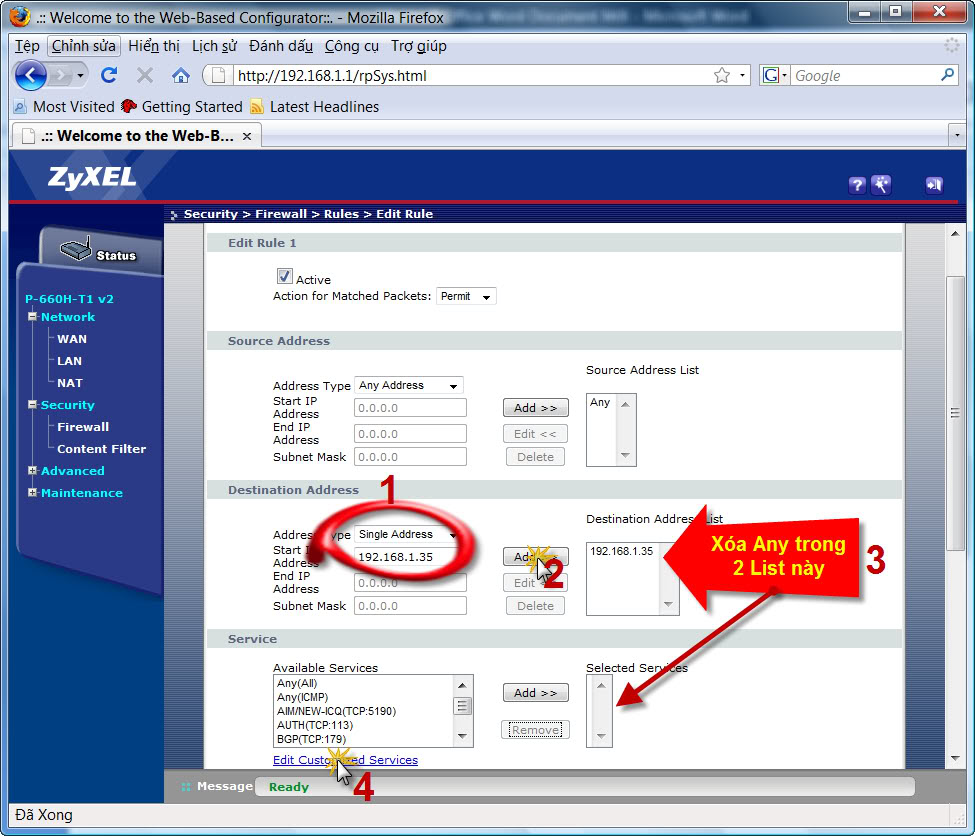 .:: Welcome to the Web-Based Configurator::. - Mozilla Firefox
Tệp Chỉnh sửa Hiển thị Lịch sử Đánh dấu Công cụ Trợ giúp
http://192.168.1.1/rpSys.html
Google
Most Visited Getting Started Latest Headlines
.:: Welcome to the Web-B...
ZyXEL
Security > Firewall > Rules > Edit Rule
Status
P-660H-T1 v2
Network
WAN
LAN
NAT
Security
Firewall
Content Filter
Advanced
Maintenance
Edit Rule 1
Active
Action for Matched Packets: Permit
Source Address
Source Address List
Address Type Any Address
Start IP Address 0.0.0.0
End IP Address 0.0.0.0
Subnet Mask 0.0.0.0
Add >>
Edit <<
Delete
Any
Destination Address
1
Destination Address List
Address Type Single Address
Start IP Address 192.168.1.35
End IP Address 0.0.0.0
Subnet Mask 0.0.0.0
Add >>
2
Edit <<
Delete
192.168.1.35
Xóa Any trong
2 List này
3
Service
Available Services
Selected Services
Any(All)
Any(ICMP)
AIM/NEW-ICQ(TCP:5190)
AUTH(TCP:113)
BGP(TCP:179)
Add >>
Remove
Edit Customized Services
4
Message Ready
Đã Xong